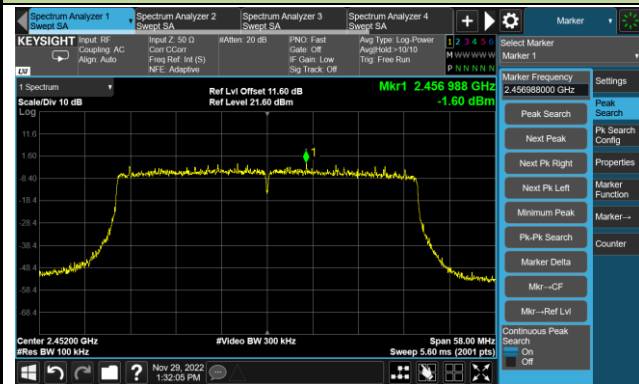 Spectrum Analyzer 1
Swept SA
Spectrum Analyzer 2
Swept SA
Spectrum Analyzer 3
Swept SA
Spectrum Analyzer 4
Swept SA
Marker
KEYSIGHT
Input: RF
Coupling: AC
Align: Auto
Input Z: 50 Ω
Corr CCorr
Freq Ref: Int (S)
NFE: Adaptive
#Atten: 20 dB
PNO: Fast
Gate: Off
IF Gain: Low
Sig Track: Off
Avg Type: Log-Power
Avg|Hold:>10/10
Trig: Free Run
1 2 3 4 5 6
M W W W W W
P N N N N N
LXI
Select Marker
Marker 1
1 Spectrum
Scale/Div 10 dB
Log
Ref Lvl Offset 11.60 dB
Ref Level 21.60 dBm
Mkr1 2.456 988 GHz
-1.60 dBm
Marker Frequency
2.456988000 GHz
Settings
Peak Search
Peak
Search
Next Peak
Pk Search
Config
Next Pk Right
Properties
Next Pk Left
Marker
Function
Minimum Peak
Marker→
Pk-Pk Search
Counter
Marker Delta
Mkr→CF
Mkr→Ref Lvl
Continuous Peak
Search
On
Off
11.6
1.60
-8.40
-18.4
-28.4
-38.4
-48.4
-58.4
-68.4
1
Center 2.45200 GHz
#Res BW 100 kHz
#Video BW 300 kHz
Span 58.00 MHz
Sweep 5.60 ms (2001 pts)
?
Nov 29, 2022
1:32:05 PM